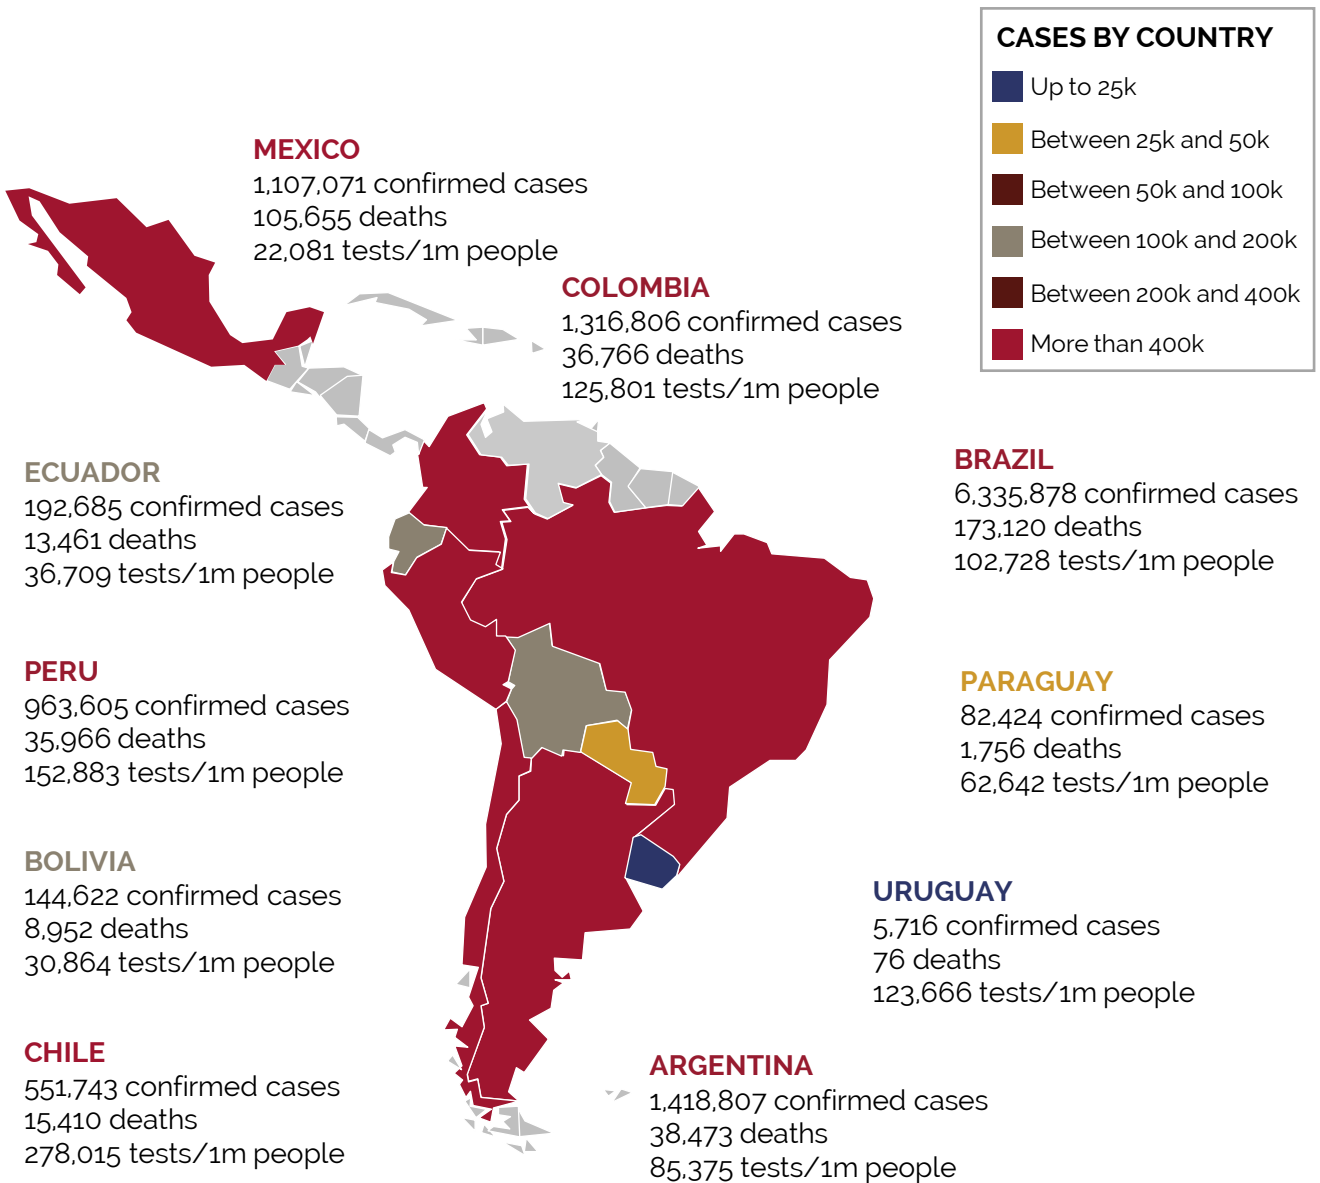 CASES BY COUNTRY
Up to 25k
Between 25k and 50k
Between 50k and 100k
Between 100k and 200k
Between 200k and 400k
More than 400k
MEXICO
1,107,071 confirmed cases
105,655 deaths
22,081 tests/1m people
COLOMBIA
1,316,806 confirmed cases
36,766 deaths
125,801 tests/1m people
ECUADOR
192,685 confirmed cases
13,461 deaths
36,709 tests/1m people
BRAZIL
6,335,878 confirmed cases
173,120 deaths
102,728 tests/1m people
PERU
963,605 confirmed cases
35,966 deaths
152,883 tests/1m people
PARAGUAY
82,424 confirmed cases
1,756 deaths
62,642 tests/1m people
BOLIVIA
144,622 confirmed cases
8,952 deaths
30,864 tests/1m people
URUGUAY
5,716 confirmed cases
76 deaths
123,666 tests/1m people
CHILE
551,743 confirmed cases
15,410 deaths
278,015 tests/1m people
ARGENTINA
1,418,807 confirmed cases
38,473 deaths
85,375 tests/1m people